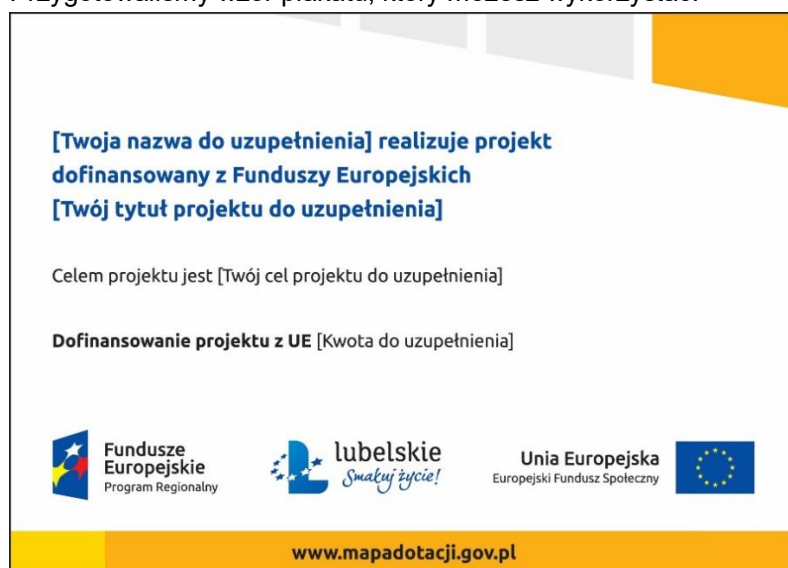 Przygotowaliśmy wzór plakatu, który możesz wykorzystać:
[Twoja nazwa do uzupełnienia] realizuje projekt
dofinansowany z Funduszy Europejskich
[Twój tytuł projektu do uzupełnienia]
Celem projektu jest [Twój cel projektu do uzupełnienia]
Dofinansowanie projektu z UE [Kwota do uzupełnienia]
Fundusze
Europejskie
Program Regionalny
lubelskie
Smakuj życie!
Unia Europejska
Europejski Fundusz Społeczny
www.mapadotacji.gov.pl